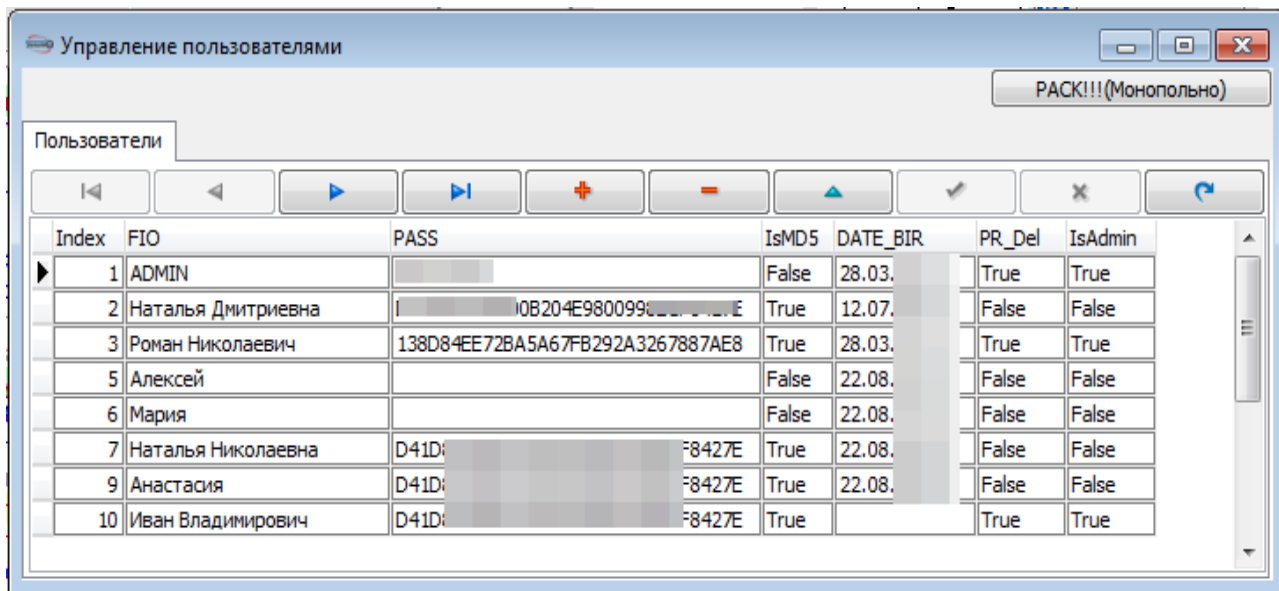 Управление пользователями
PACK!!!(Монопольно)
Пользователи
Index FIO PASS IsMD5 DATE_BIR PR_Del IsAdmin
1 ADMIN False 28.03. True True
2 Наталья Дмитриевна 00B204E9800998 E True 12.07. False False
3 Роман Николаевич 138D84EE72BA5A67FB292A3267887AE8 True 28.03. True True
5 Алексей False 22.08. False False
6 Мария False 22.08. False False
7 Наталья Николаевна D41D F8427E True 22.08. False False
9 Анастасия D41D F8427E True 22.08. False False
10 Иван Владимирович D41D F8427E True True True